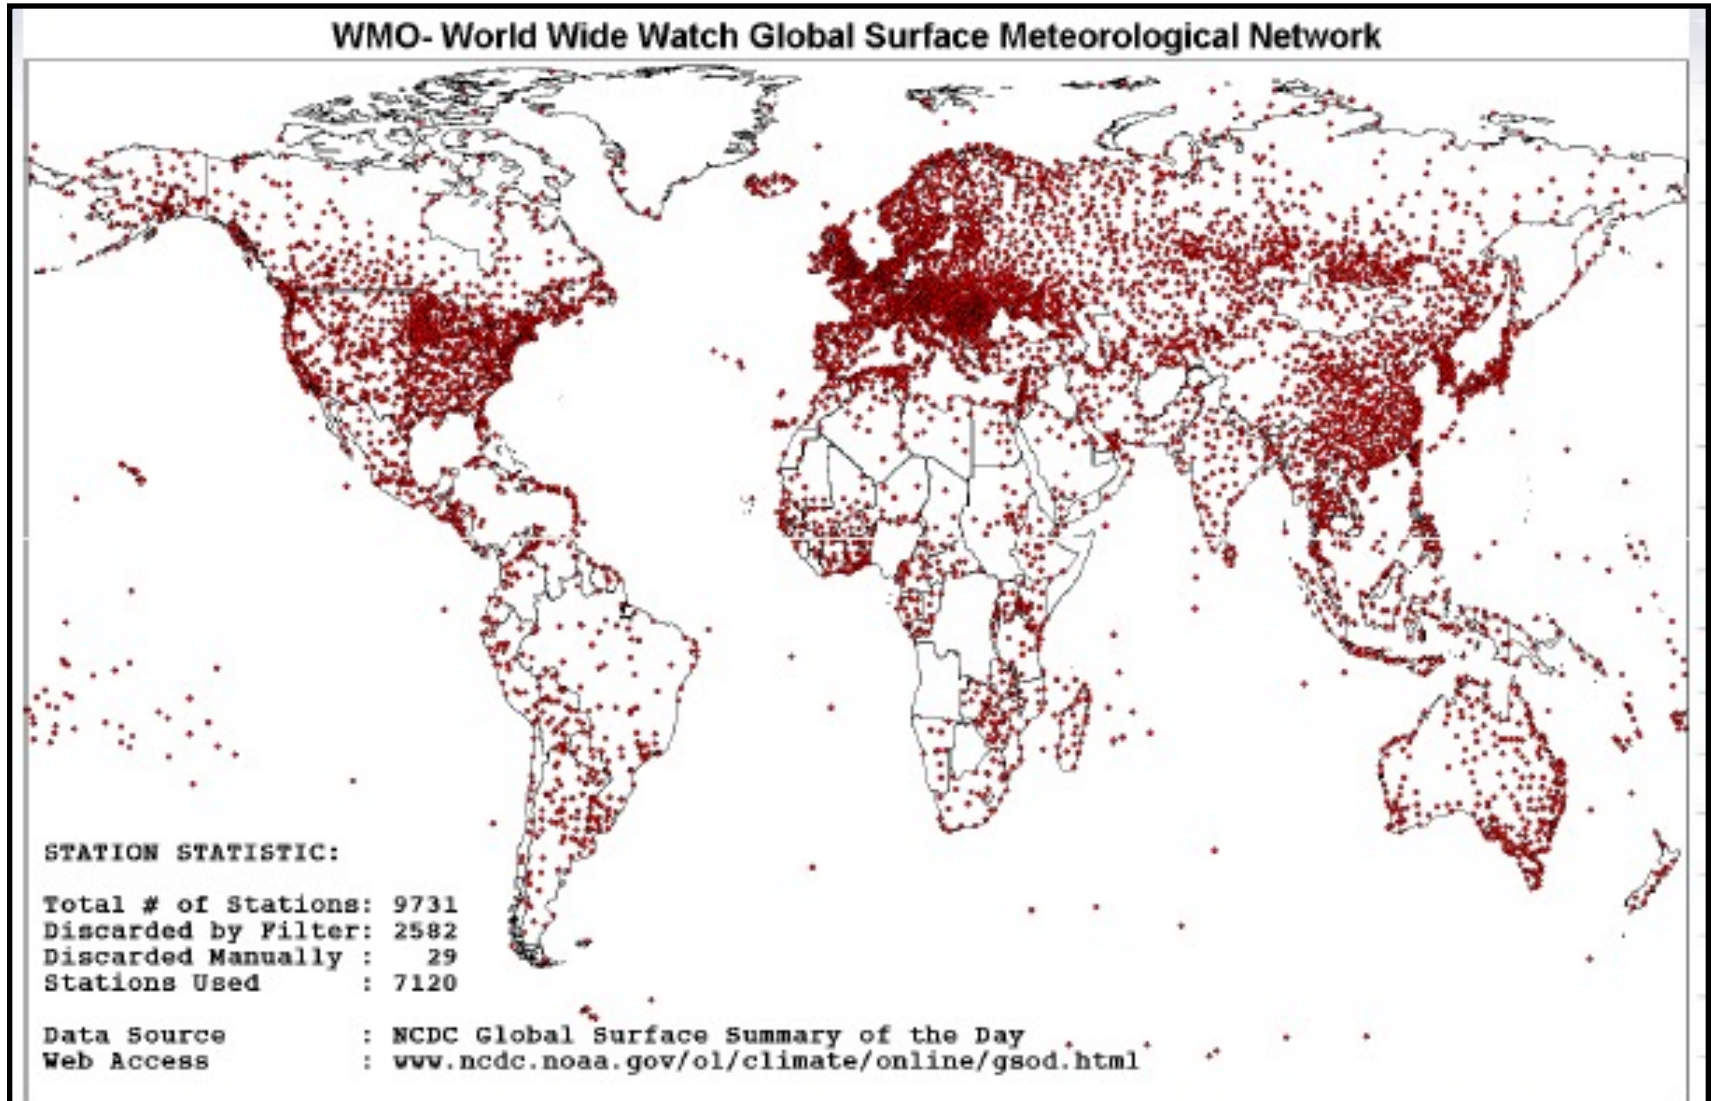 WMO- World Wide Watch Global Surface Meteorological Network
STATION STATISTIC:
Total # of Stations: 9731
Discarded by Filter: 2582
Discarded Manually : 29
Stations Used : 7120
Data Source : NCDC Global Surface Summary of the Day
Web Access : www.ncdc.noaa.gov/ol/climate/online/gsod.html